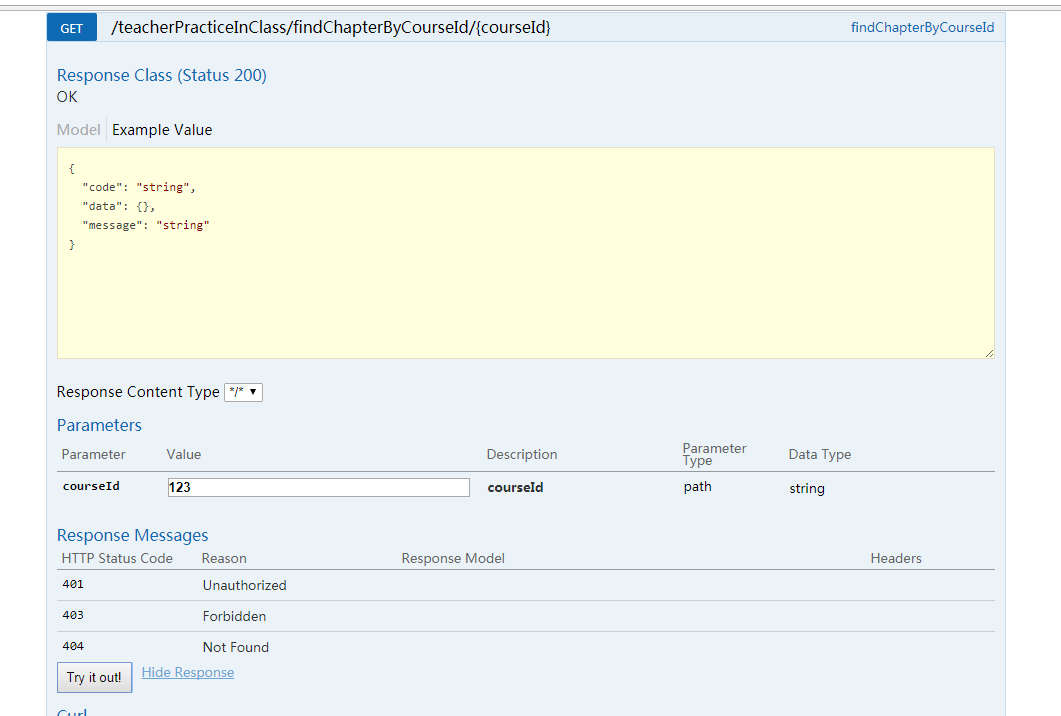 GET /teacherPracticeInClass/findChapterByCourseId/{courseId} findChapterByCourseId
Response Class (Status 200)
OK
Model Example Value
{
"code": "string",
"data": {},
"message": "string"
}
Response Content Type */*
Parameters
Parameter Value Description Parameter Type Data Type
courseId 123 courseId path string
Response Messages
HTTP Status Code Reason Response Model Headers
401 Unauthorized
403 Forbidden
404 Not Found
Try it out! Hide Response
Curl